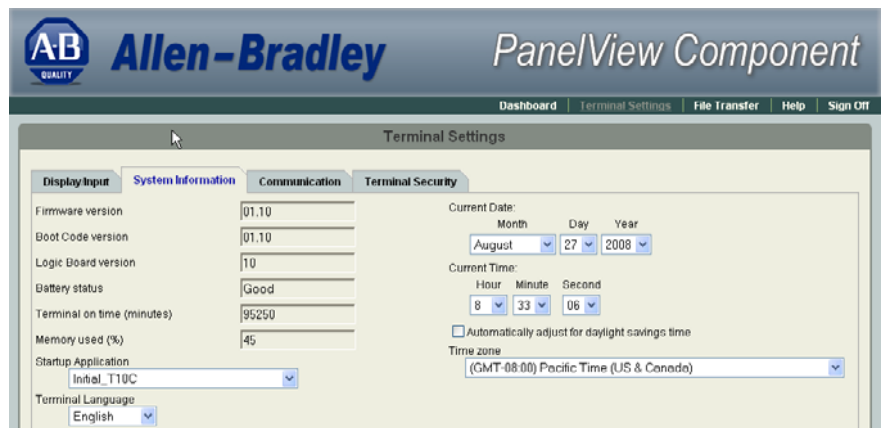 A·B
QUALITY
Allen-Bradley
PanelView Component
Dashboard | Terminal Settings | File Transfer | Help | Sign Off
Terminal Settings
Display/Input System Information Communication Terminal Security
Firmware version 01.10
Boot Code version 01.10
Logic Board version 10
Battery status Good
Terminal on time (minutes) 95250
Memory used (%) 45
Startup Application
Initial_T10C
Terminal Language
English
Current Date:
Month Day Year
August 27 2008
Current Time:
Hour Minute Second
8 33 06
Automatically adjust for daylight savings time
Time zone
(GMT-08:00) Pacific Time (US & Canada)